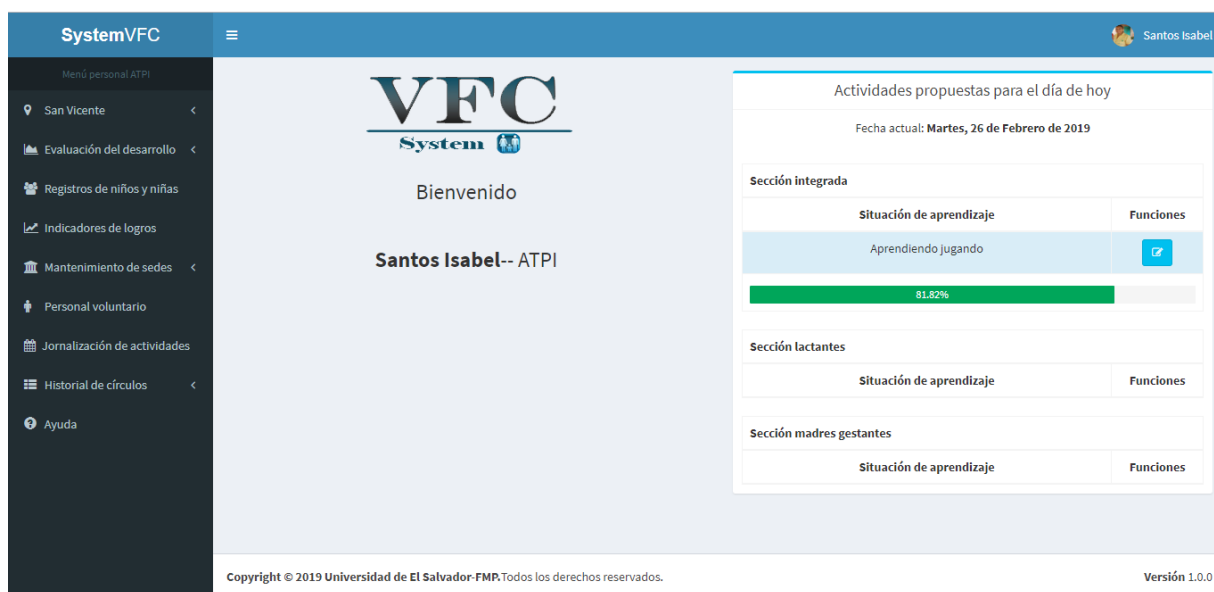 SystemVFC
Santos Isabel
Menú personal ATPI
San Vicente
Evaluación del desarrollo
Registros de niños y niñas
Indicadores de logros
Mantenimiento de sedes
Personal voluntario
Jornalización de actividades
Historial de círculos
Ayuda
VFC
System
Bienvenido
Santos Isabel-- ATPI
Actividades propuestas para el día de hoy
Fecha actual: Martes, 26 de Febrero de 2019
Sección integrada
Situación de aprendizaje Funciones
Aprendiendo jugando
81.82%
Sección lactantes
Situación de aprendizaje Funciones
Sección madres gestantes
Situación de aprendizaje Funciones
Copyright © 2019 Universidad de El Salvador-FMP.Todos los derechos reservados. Versión 1.0.0